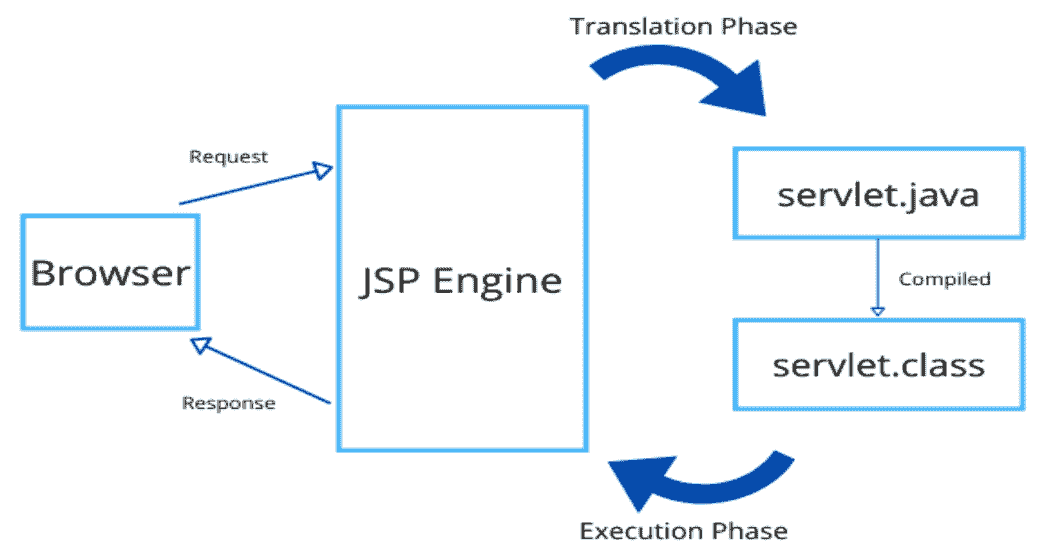 Translation Phase
Request
servlet.java
Browser
JSP Engine
Compiled
servlet.class
Response
Execution Phase